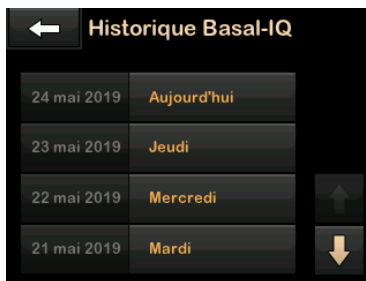 Historique Basal-IQ
24 mai 2019 Aujourd'hui
23 mai 2019 Jeudi
22 mai 2019 Mercredi
21 mai 2019 Mardi